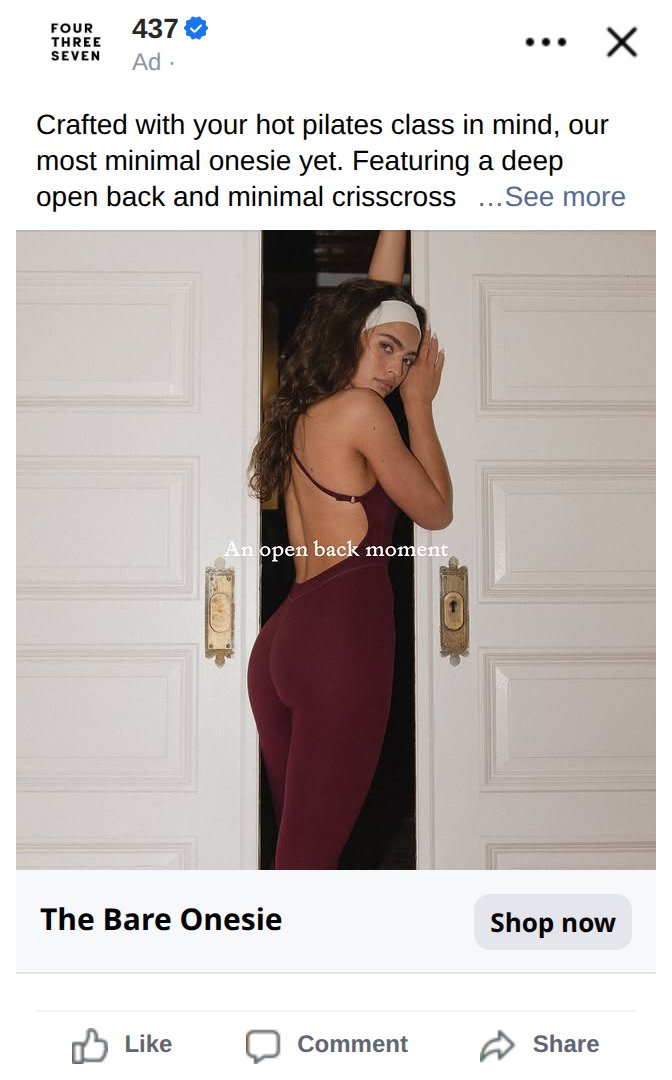 FOUR
THREE
SEVEN
437
Ad ·
Crafted with your hot pilates class in mind, our
most minimal onesie yet. Featuring a deep
open back and minimal crisscross ...See more
An open back moment
The Bare Onesie
Shop now
Like
Comment
Share